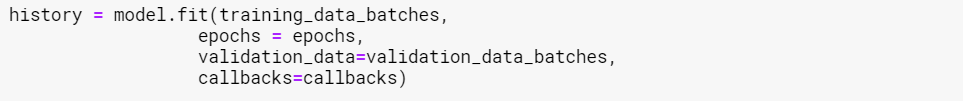 history = model.fit(training_data_batches,
                    epochs = epochs,
                    validation_data=validation_data_batches,
                    callbacks=callbacks)